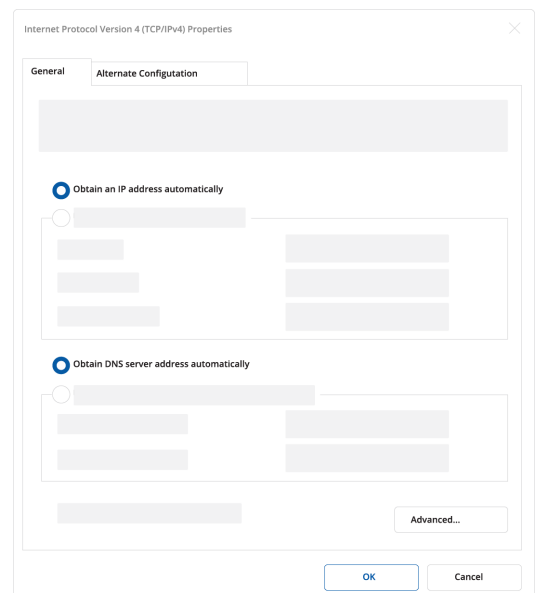 Internet Protocol Version 4 (TCP/IPv4) Properties
General
Alternate Configutation
Obtain an IP address automatically
Obtain DNS server address automatically
Advanced...
OK
Cancel